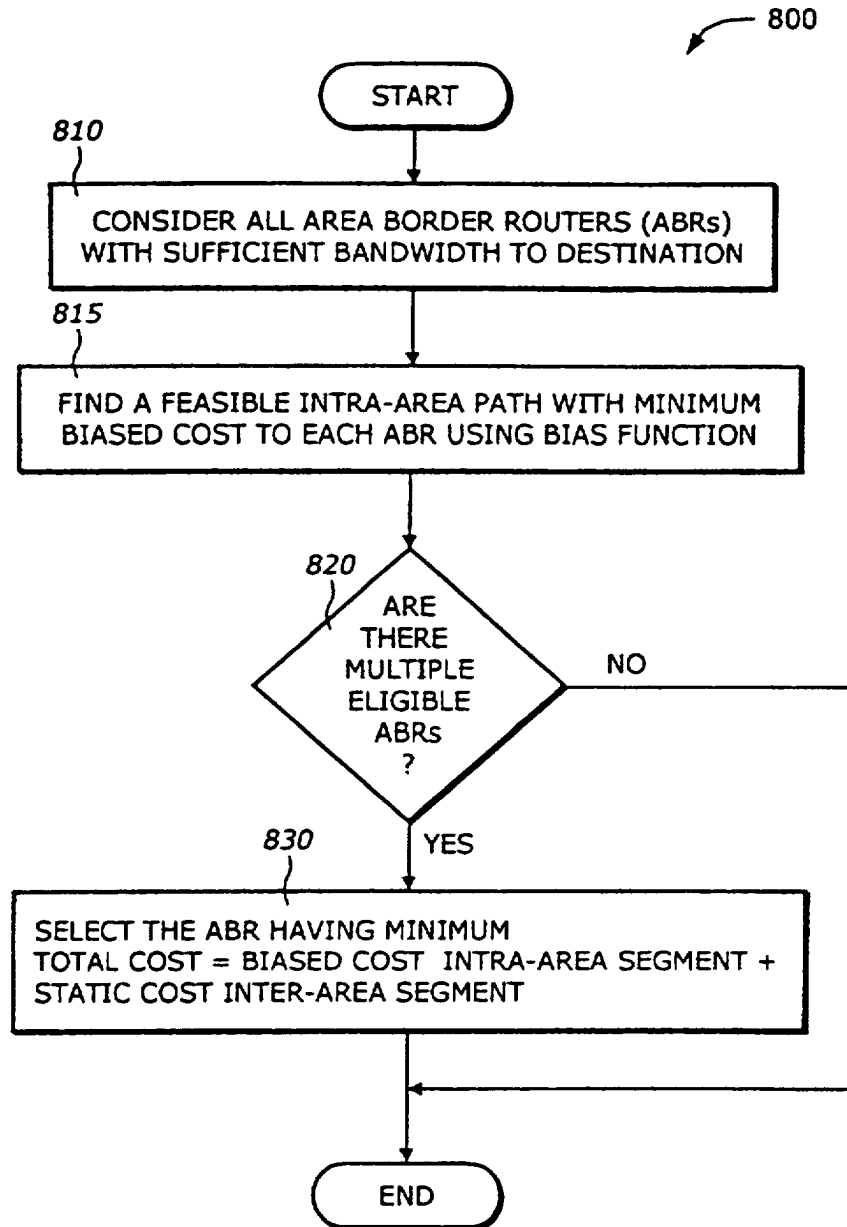 800
START
810
CONSIDER ALL AREA BORDER ROUTERS (ABRs)
WITH SUFFICIENT BANDWIDTH TO DESTINATION
815
FIND A FEASIBLE INTRA-AREA PATH WITH MINIMUM
BIASED COST TO EACH ABR USING BIAS FUNCTION
820
ARE
THERE
MULTIPLE
ELIGIBLE
ABRs
?
NO
YES
830
SELECT THE ABR HAVING MINIMUM
TOTAL COST = BIASED COST INTRA-AREA SEGMENT +
STATIC COST INTER-AREA SEGMENT
END